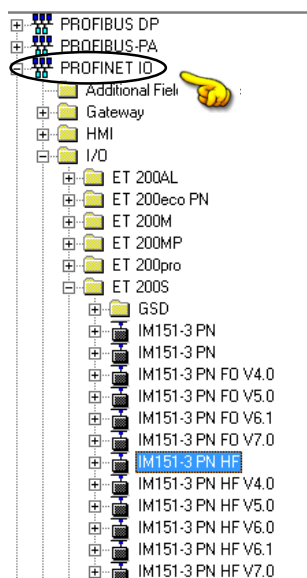 PROFIBUS DP
PROFIBUS-PA
PROFINET IO
Additional Fiel
Gateway
HMI
I/O
ET 200AL
ET 200eco PN
ET 200M
ET 200MP
ET 200pro
ET 200S
GSD
IM151-3 PN
IM151-3 PN
IM151-3 PN FO V4.0
IM151-3 PN FO V5.0
IM151-3 PN FO V6.1
IM151-3 PN FO V7.0
IM151-3 PN HF
IM151-3 PN HF V4.0
IM151-3 PN HF V5.0
IM151-3 PN HF V6.0
IM151-3 PN HF V6.1
IM151-3 PN HF V7.0